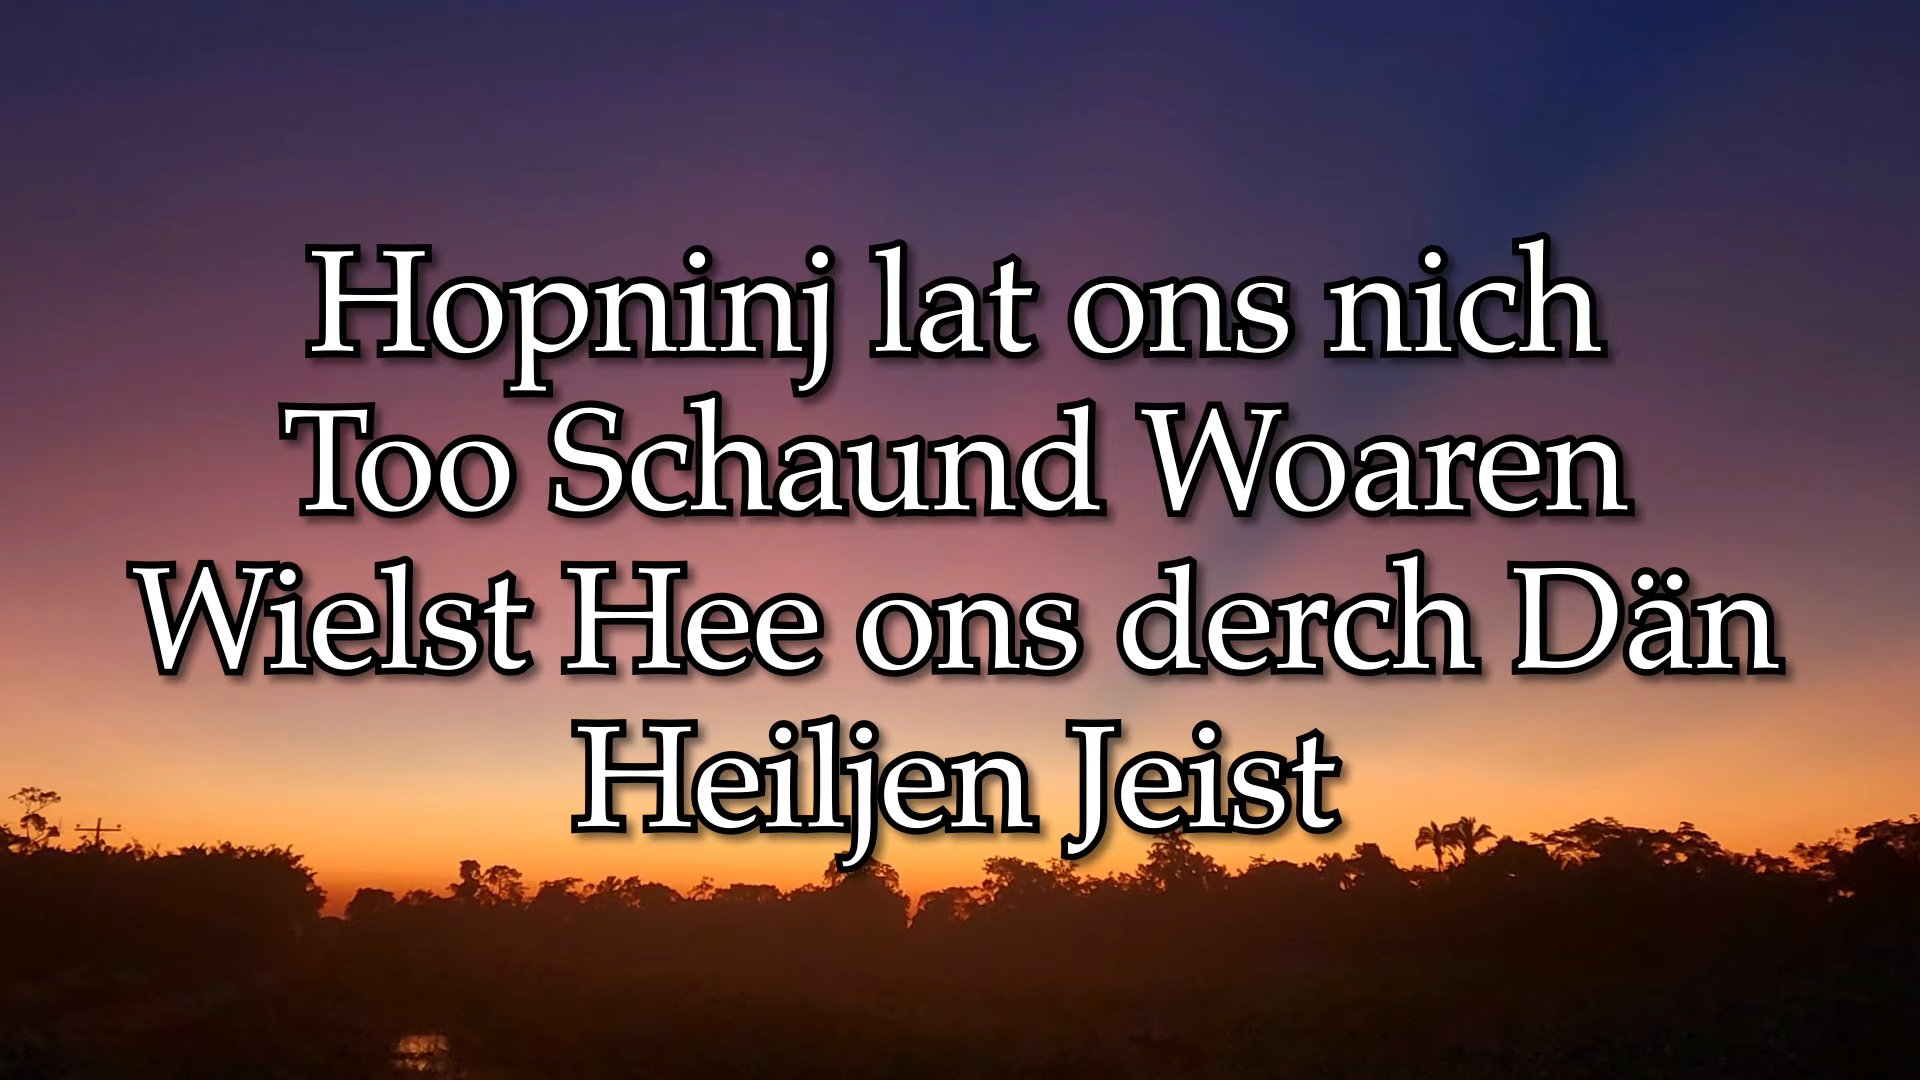 Hopninj lat ons nich
Too Schaund Woaren
Wielst Hee ons derch Dän
Heiljen Jeist